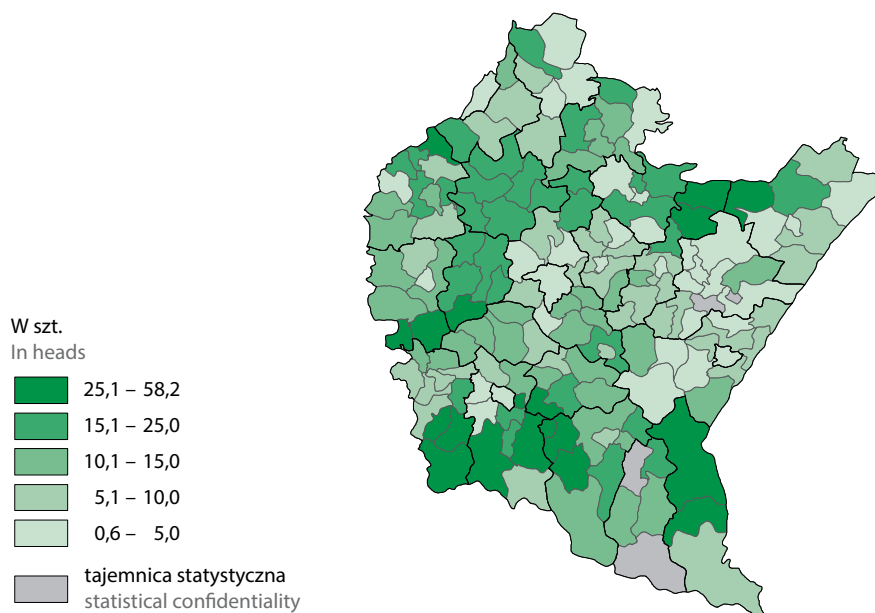 W szt.
In heads
25,1 – 58,2
15,1 – 25,0
10,1 – 15,0
5,1 – 10,0
0,6 – 5,0
tajemnica statystyczna
statistical confidentiality